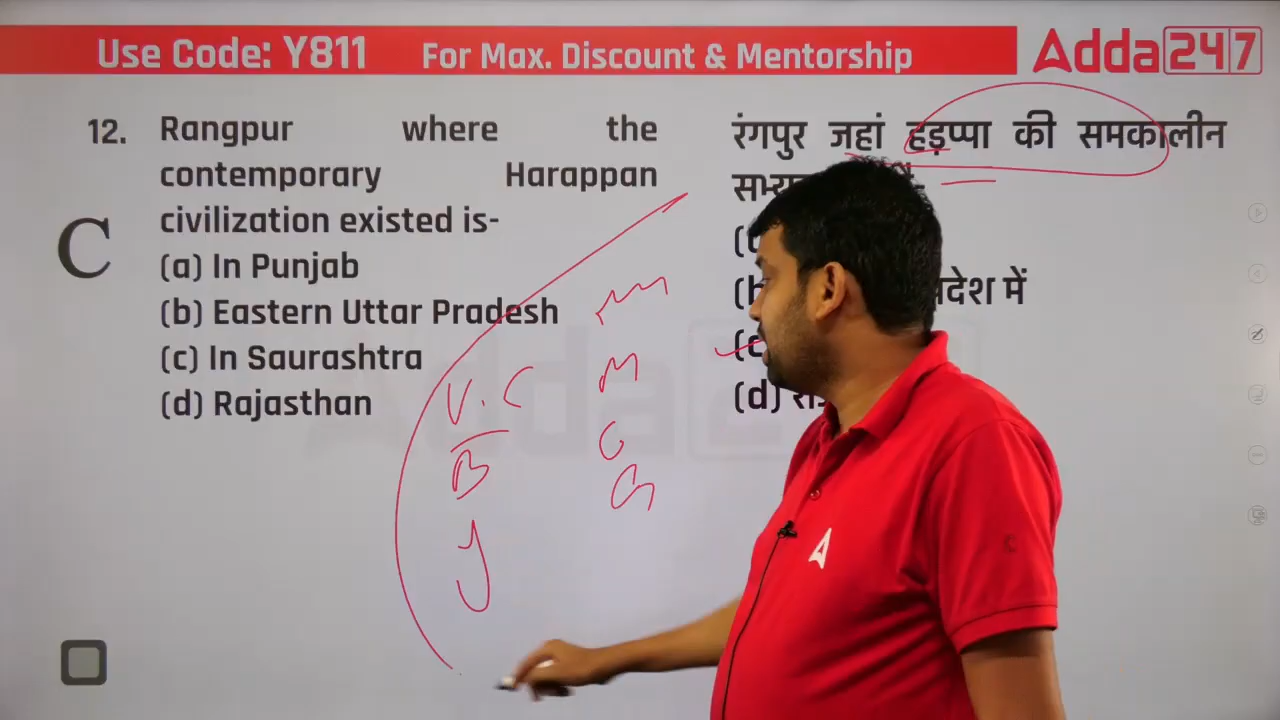 Use Code: Y811 For Max. Discount & Mentorship
Adda247
12. Rangpur where the
contemporary Harappan
civilization existed is-
(a) In Punjab
(b) Eastern Uttar Pradesh
(c) In Saurashtra
(d) Rajasthan
C
रंगपुर जहां हड़प्पा की समकालीन
में
(d)
V.C
B
M
G